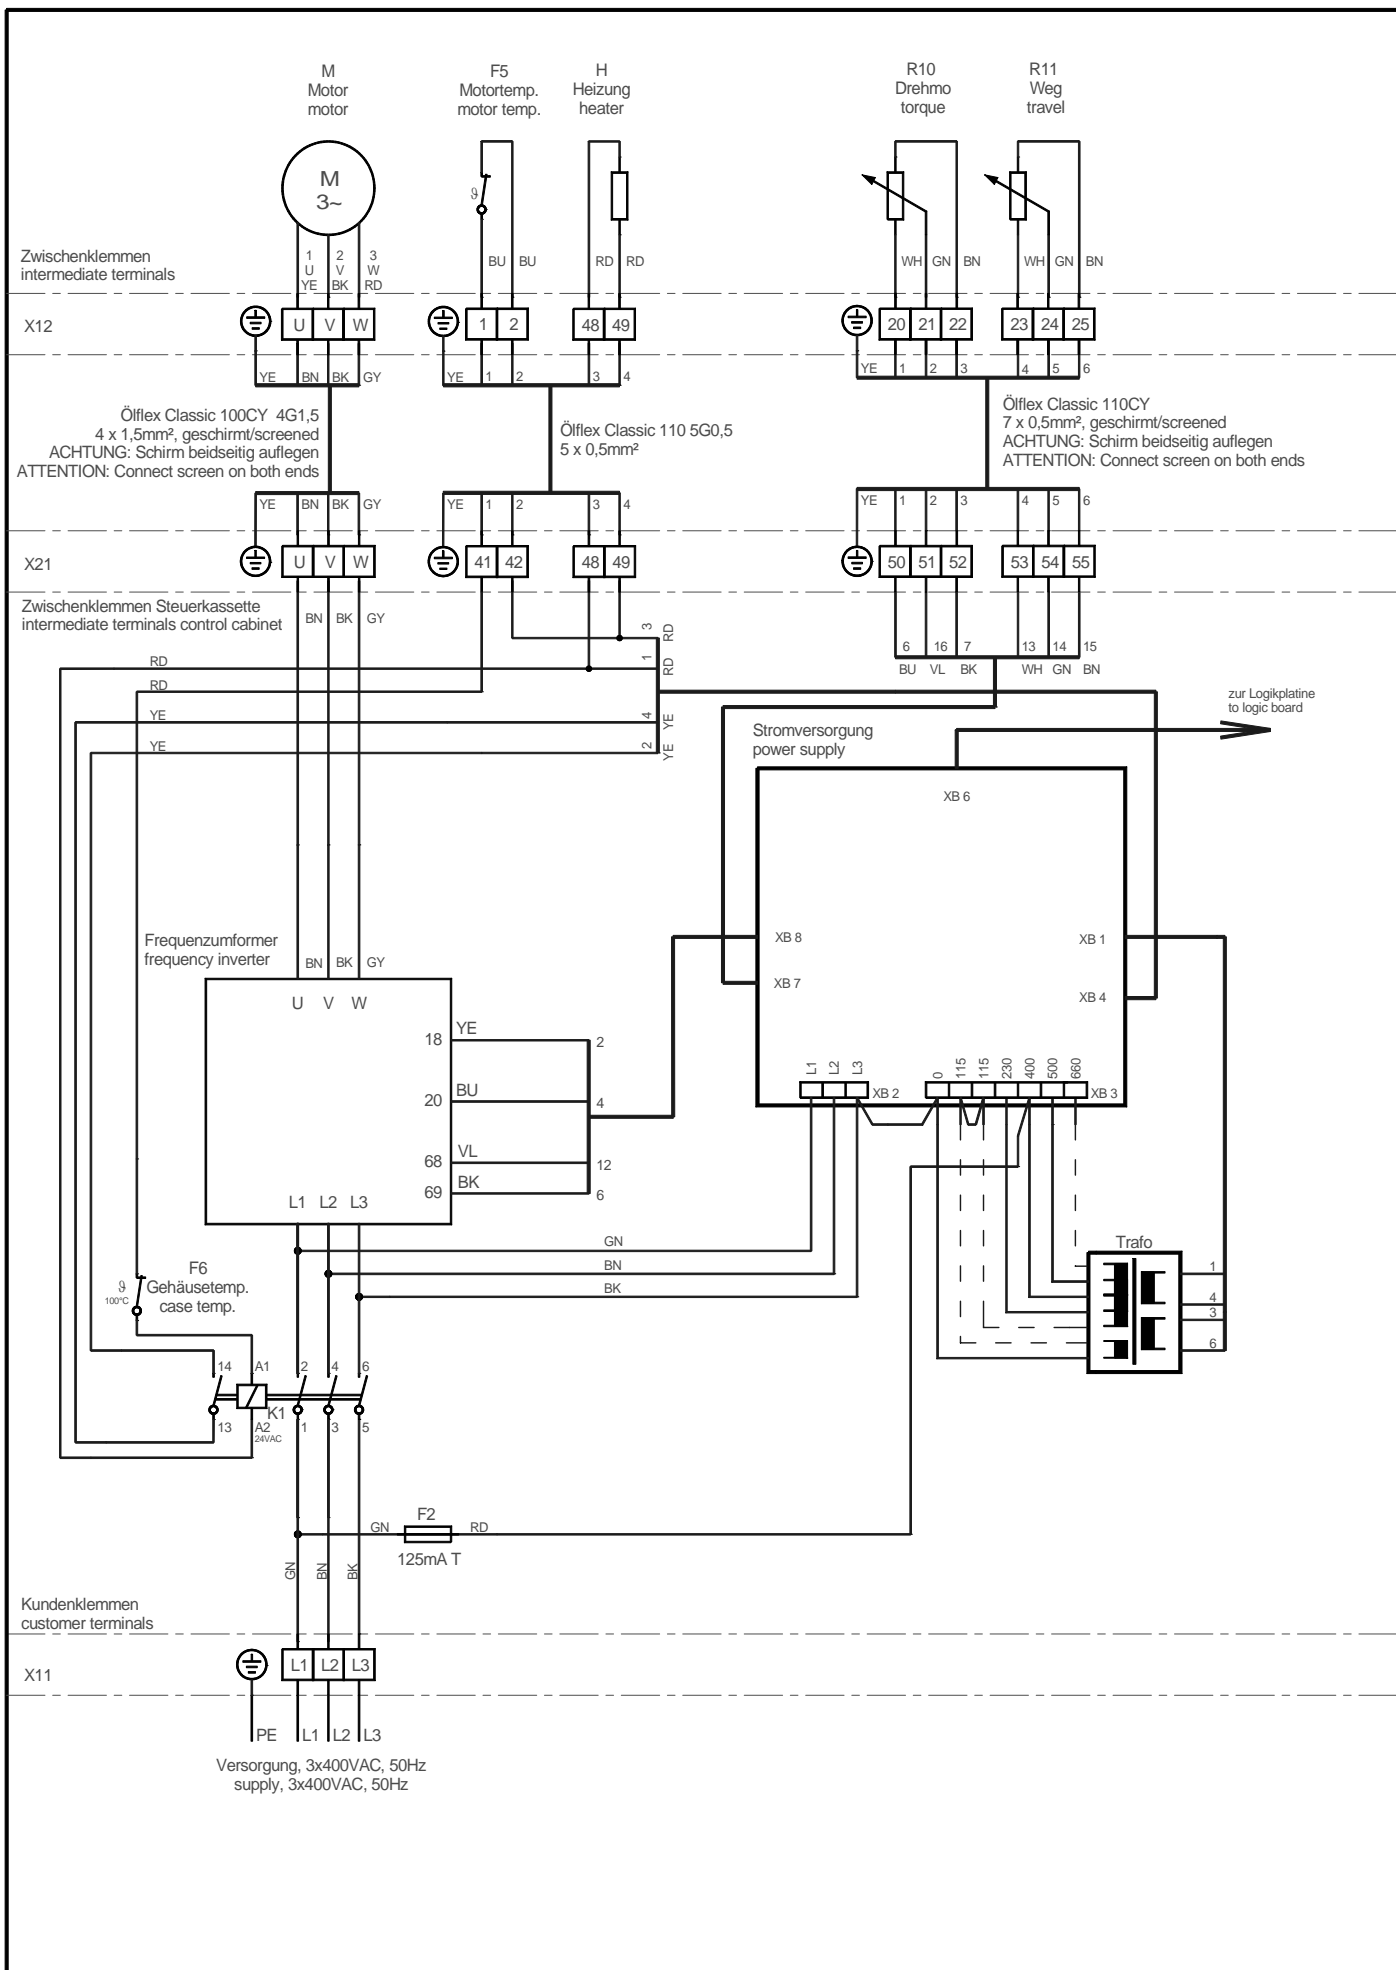 M
Motor
motor
F5
Motortemp.
motor temp.
H
Heizung
heater
R10
Drehmo
torque
R11
Weg
travel
M
3~
ϑ
Zwischenklemmen
intermediate terminals
1 2 3
U V W
YE BK RD
BU BU
RD RD
WH GN BN
WH GN BN
X12
U V W
1 2
48 49
20 21 22
23 24 25
YE BN BK GY
YE 1 2 3 4
YE 1 2 3 4 5 6
Ölflex Classic 100CY 4G1,5
4 x 1,5mm², geschirmt/screened
ACHTUNG: Schirm beidseitig auflegen
ATTENTION: Connect screen on both ends
Ölflex Classic 110 5G0,5
5 x 0,5mm²
Ölflex Classic 110CY
7 x 0,5mm², geschirmt/screened
ACHTUNG: Schirm beidseitig auflegen
ATTENTION: Connect screen on both ends
YE BN BK GY
YE 1 2 3 4
YE 1 2 3 4 5 6
X21
U V W
41 42
48 49
50 51 52
53 54 55
Zwischenklemmen Steuerkassette
intermediate terminals control cabinet
BN BK GY
3 RD
1 RD
4 YE
2 YE
RD
RD
YE
YE
6 16 7 13 14 15
BU VL BK WH GN BN
zur Logikplatine
to logic board
Stromversorgung
power supply
XB 6
XB 8
XB 7
XB 1
XB 4
Frequenzumformer
frequency inverter
BN BK GY
U V W
18 YE 2
20 BU 4
68 VL 12
69 BK 6
L1 L2 L3
L1 L2 L3 XB 2
0 115 115 230 400 500 660 XB 3
GN
BN
BK
Trafo
1
4
3
6
F6
Gehäusetemp.
case temp.
ϑ
100°C
14 A1 2 4 6
K1
13 A2 1 3 5
24VAC
F2
GN RD
125mA T
GN BN BK
Kundenklemmen
customer terminals
X11
L1 L2 L3
PE L1 L2 L3
Versorgung, 3x400VAC, 50Hz
supply, 3x400VAC, 50Hz